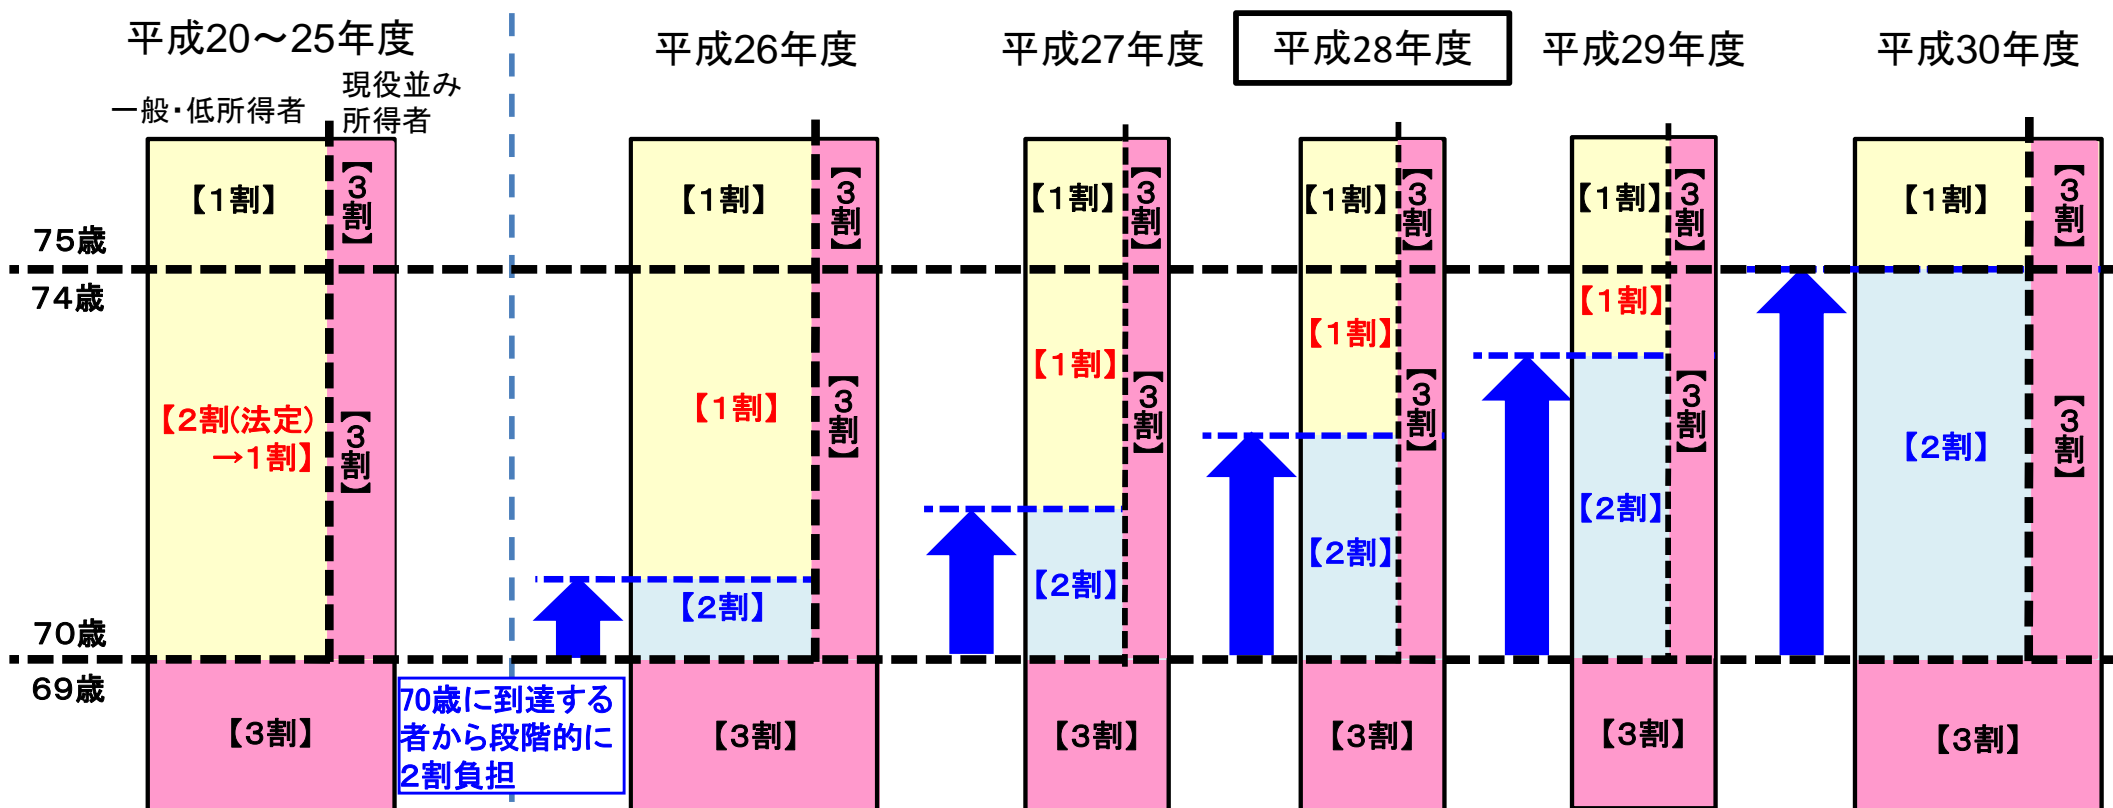 平成20～25年度
平成26年度
平成27年度
平成28年度
平成29年度
平成30年度
一般・低所得者
現役並み
所得者
75歳
74歳
70歳
69歳
【1割】
【3割】
【2割(法定)
→1割】
【3割】
【3割】
70歳に到達する
者から段階的に
2割負担
【1割】
【3割】
【1割】
【3割】
【2割】
【3割】
【1割】
【3割】
【1割】
【3割】
【2割】
【3割】
【1割】
【3割】
【1割】
【3割】
【2割】
【3割】
【1割】
【3割】
【1割】
【3割】
【2割】
【3割】
【1割】
【3割】
【2割】
【3割】
【3割】